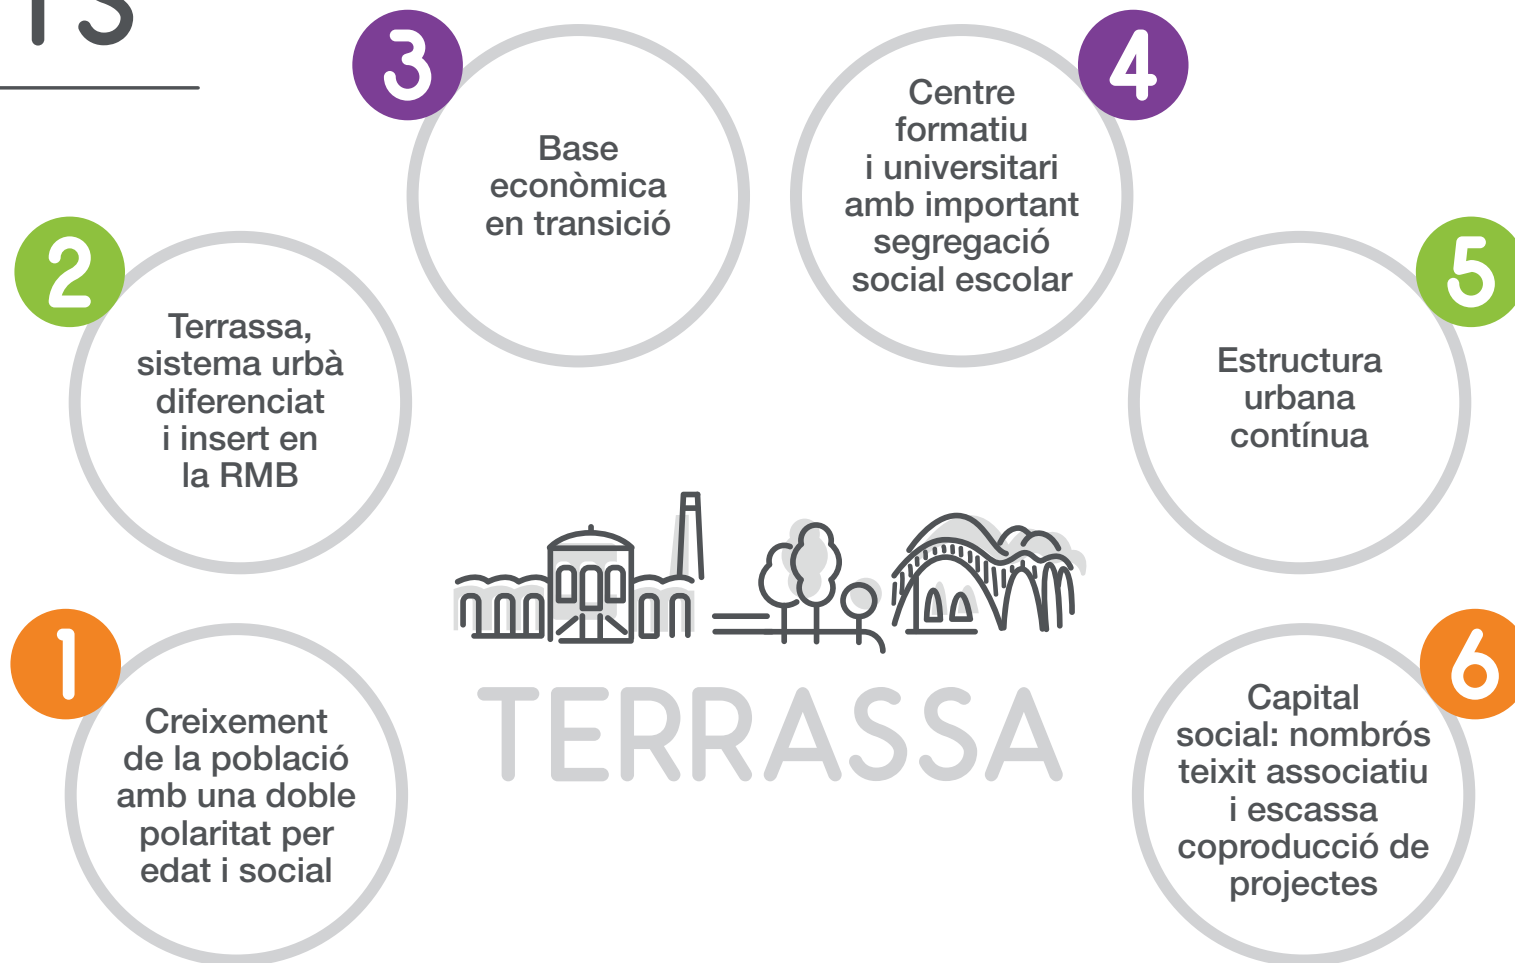 TS
3
Base
econòmica
en transició
4
Centre
formatiu
i universitari
amb important
segregació
social escolar
2
Terrassa,
sistema urbà
diferenciat
i insert en
la RMB
5
Estructura
urbana
contínua
1
Creixement
de la població
amb una doble
polaritat per
edat i social
TERRASSA
6
Capital
social: nombrós
teixit associatiu
i escassa
coproducció de
projectes